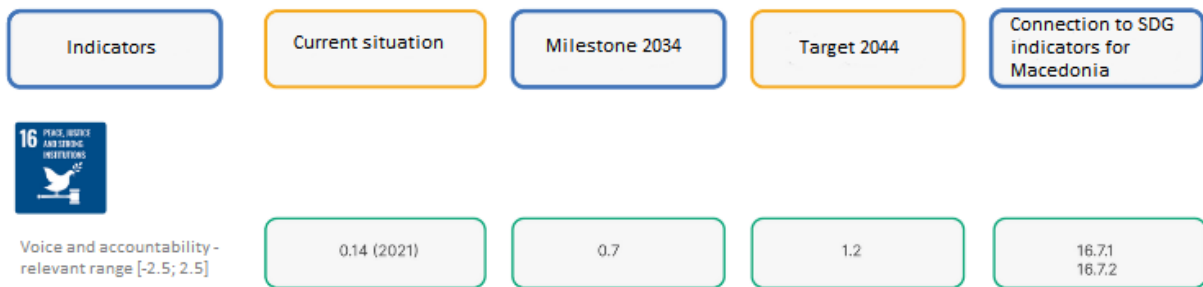 Indicators
Current situation
Milestone 2034
Target 2044
Connection to SDG
indicators for
Macedonia
16 PEACE, JUSTICE
AND STRONG
INSTITUTIONS
Voice and accountability -
relevant range [-2.5; 2.5]
0.14 (2021)
0.7
1.2
16.7.1
16.7.2